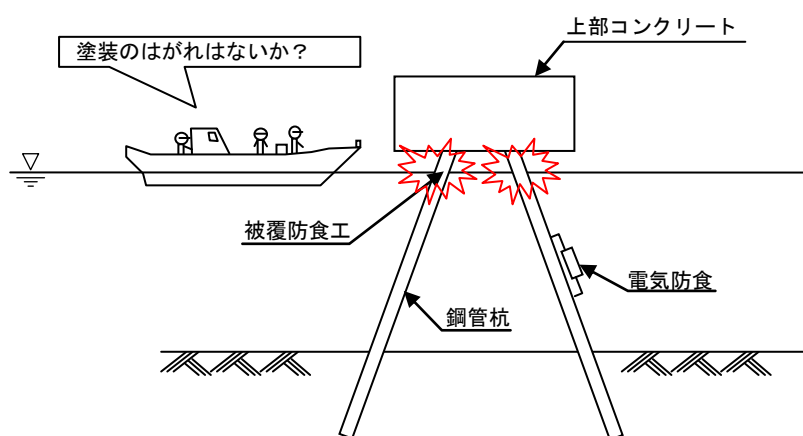 上部コンクリート
塗装のはがれはないか？
被覆防食工
電気防食
鋼管杭